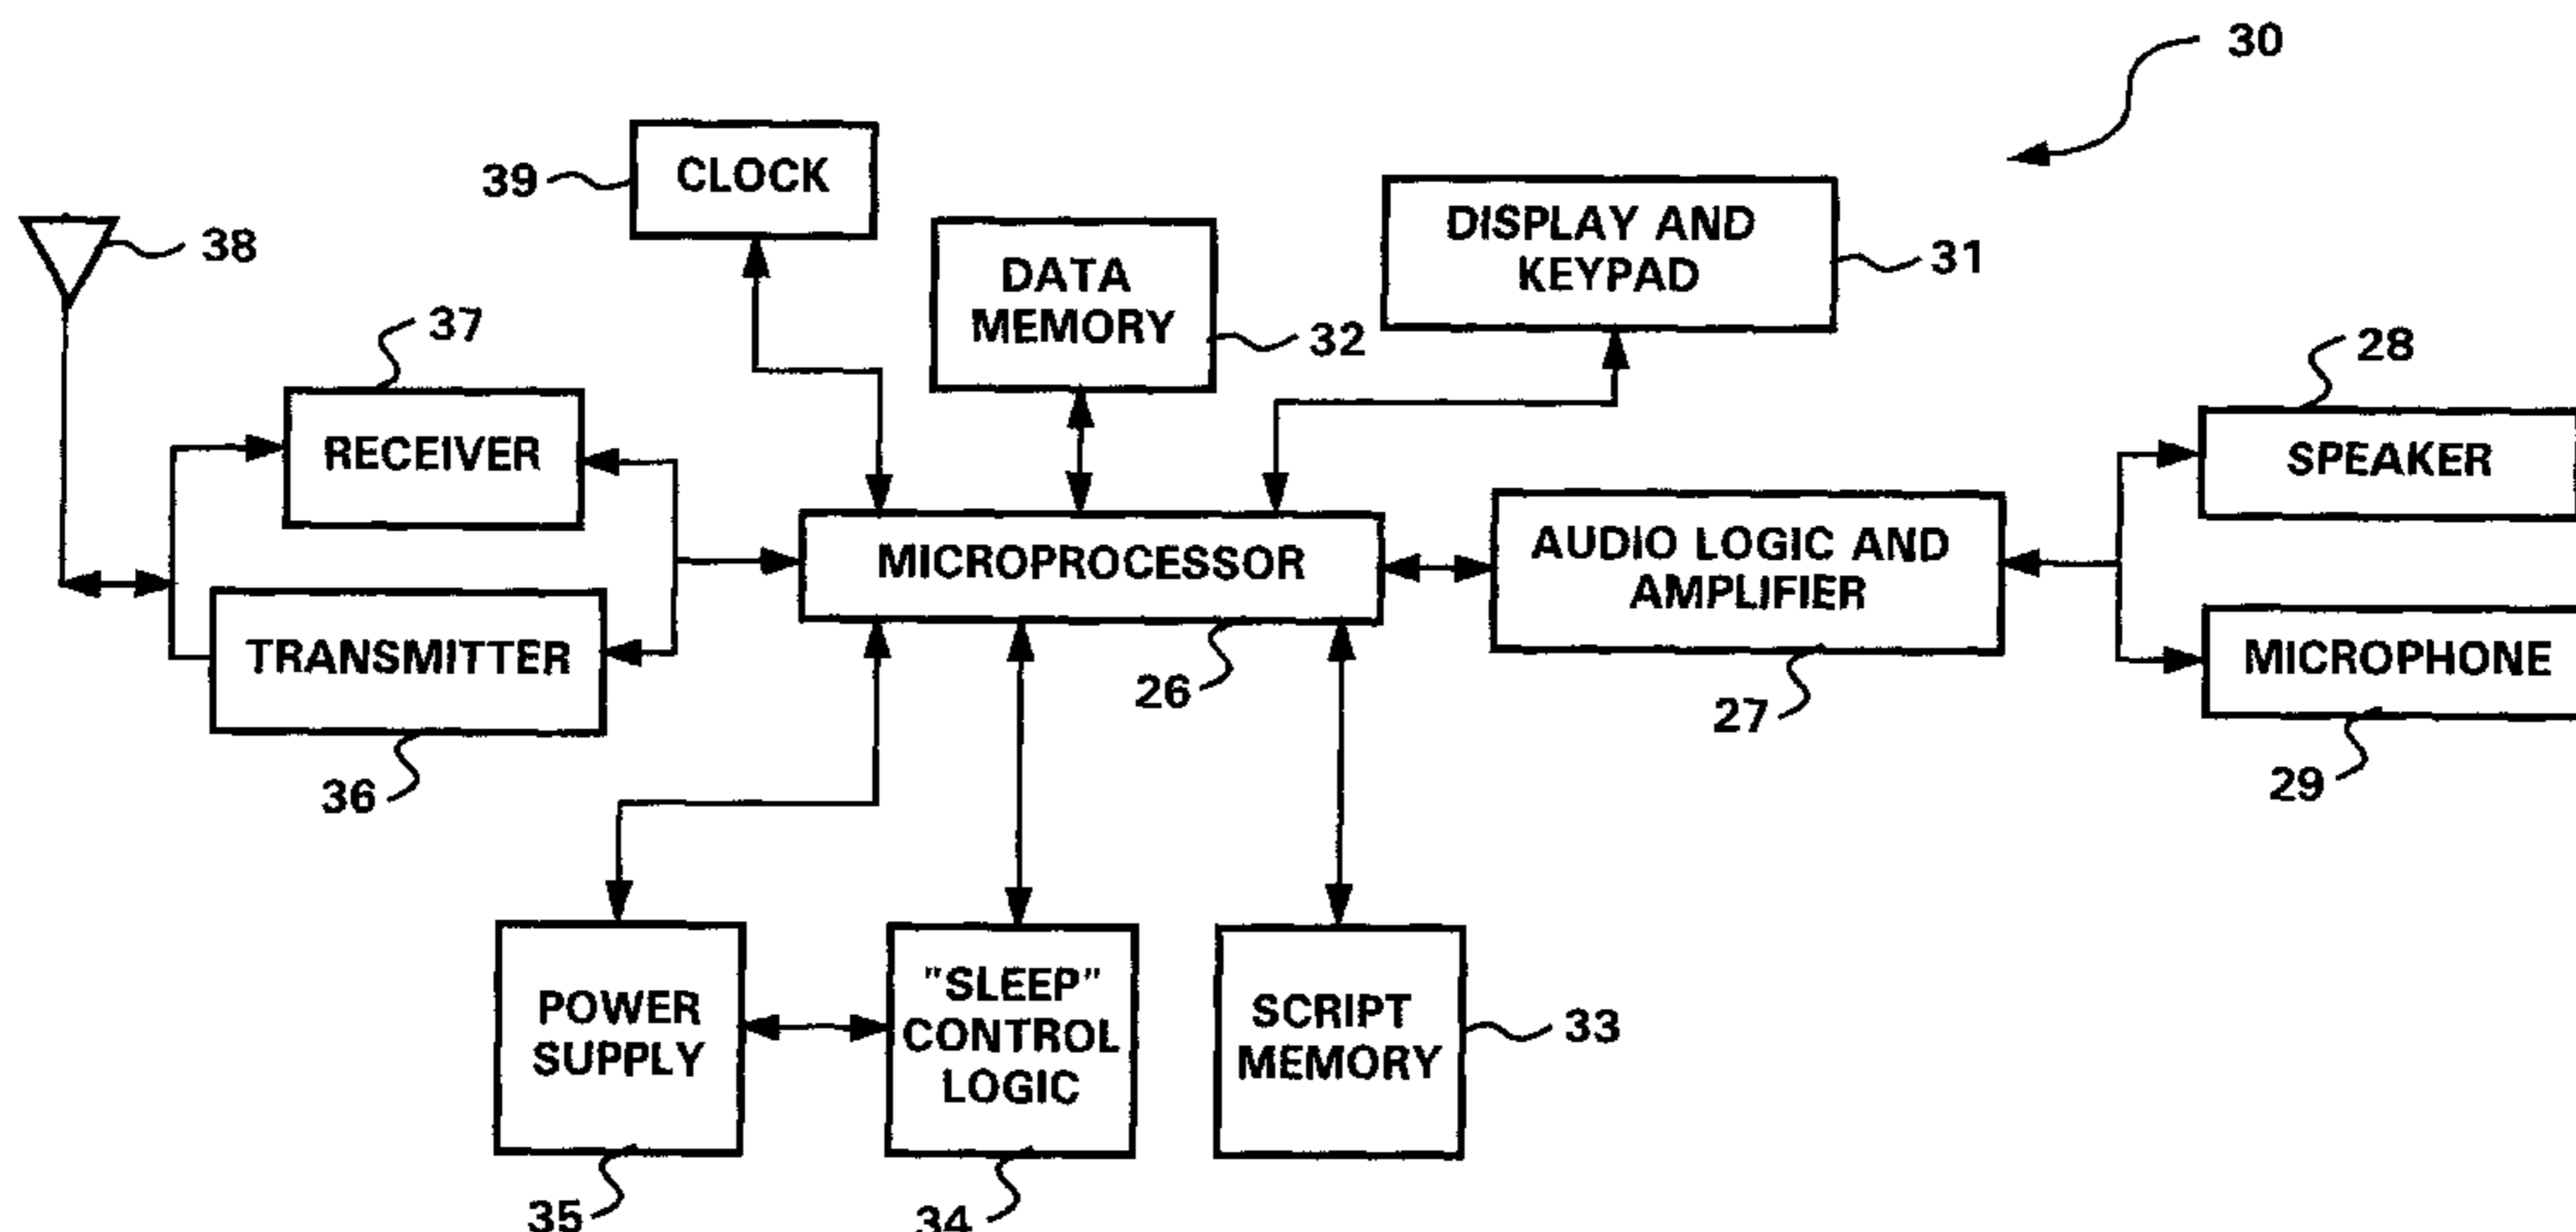 30
39
CLOCK
38
DISPLAY AND
KEYPAD
31
DATA
MEMORY
32
37
28
RECEIVER
SPEAKER
MICROPROCESSOR
AUDIO LOGIC AND
AMPLIFIER
TRANSMITTER
MICROPHONE
26
27
36
29
POWER
SUPPLY
"SLEEP"
CONTROL
LOGIC
SCRIPT
MEMORY
33
35
34